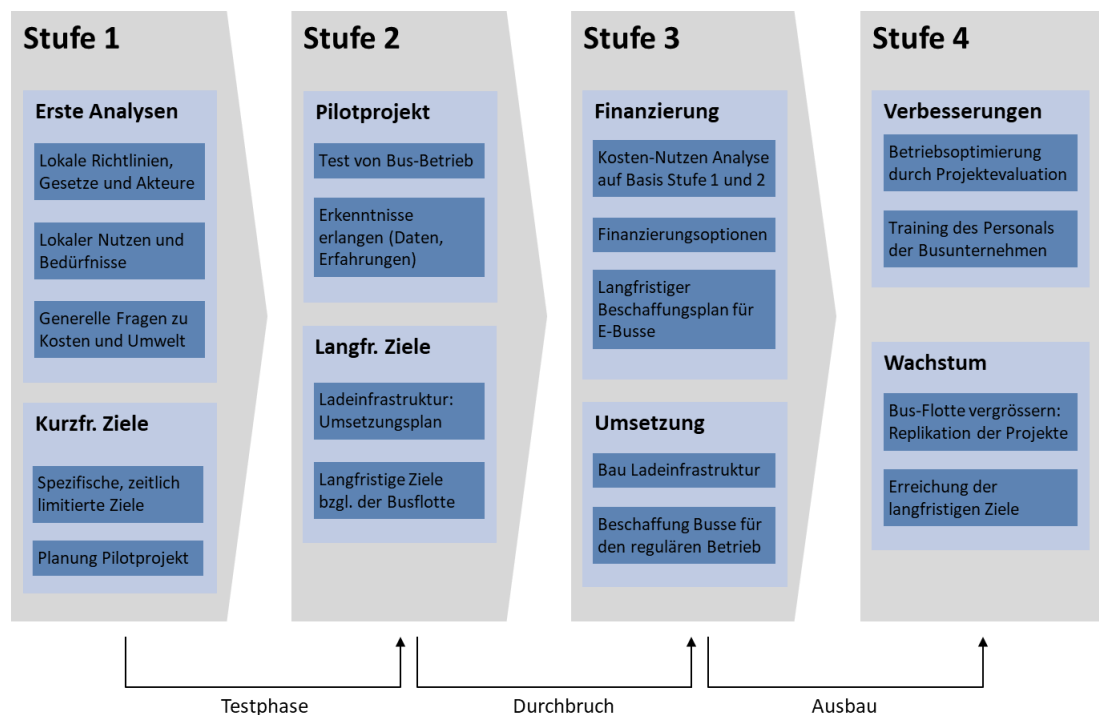 Stufe 1
Erste Analysen
Lokale Richtlinien,
Gesetze und Akteure
Lokaler Nutzen und
Bedürfnisse
Generelle Fragen zu
Kosten und Umwelt
Kurzfr. Ziele
Spezifische, zeitlich
limitierte Ziele
Planung Pilotprojekt
Stufe 2
Pilotprojekt
Test von Bus-Betrieb
Erkenntnisse
erlangen (Daten,
Erfahrungen)
Langfr. Ziele
Ladeinfrastruktur:
Umsetzungsplan
Langfristige Ziele
bzgl. der Busflotte
Stufe 3
Finanzierung
Kosten-Nutzen Analyse
auf Basis Stufe 1 und 2
Finanzierungsoptionen
Langfristiger
Beschaffungsplan für
E-Busse
Umsetzung
Bau Ladeinfrastruktur
Beschaffung Busse für
den regulären Betrieb
Stufe 4
Verbesserungen
Betriebsoptimierung
durch Projektevaluation
Training des Personals
der Busunternehmen
Wachstum
Bus-Flotte vergrössern:
Replikation der Projekte
Erreichung der
langfristigen Ziele
Testphase
Durchbruch
Ausbau